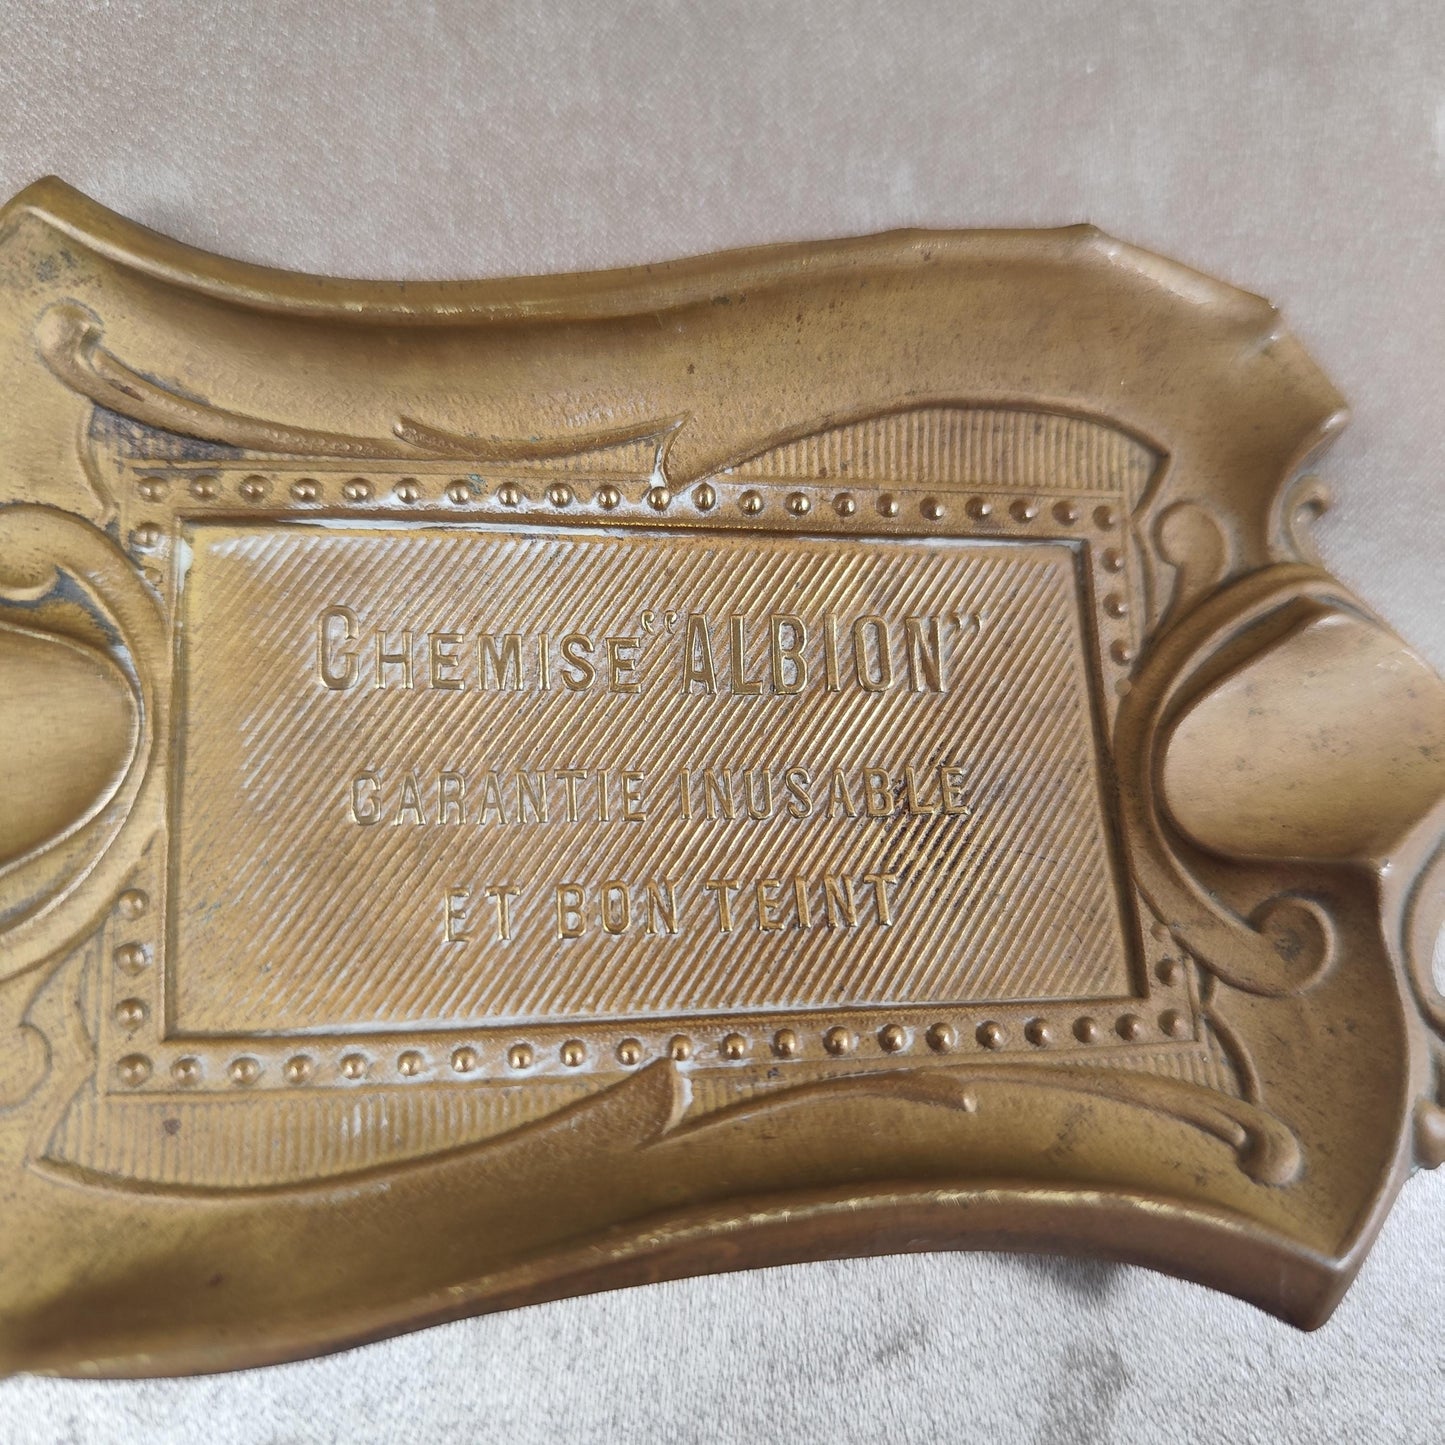 CHEMISE “ALBION”
GARANTIE INUSABLE
ET BON TEINT